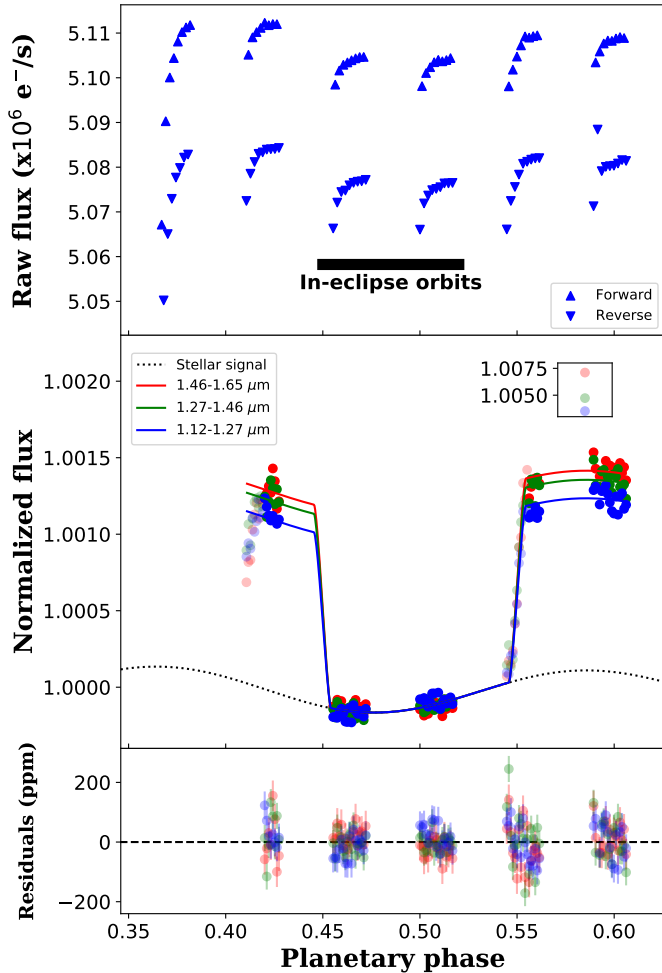 5.11
5.10
5.09
5.08
5.07
5.06
5.05
Raw flux (x10⁶ e⁻/s)
In-eclipse orbits
Forward
Reverse
Stellar signal
1.46-1.65 μm
1.27-1.46 μm
1.12-1.27 μm
1.0075
1.0050
1.0020
1.0015
1.0010
1.0005
1.0000
Normalized flux
200
0
−200
Residuals (ppm)
0.35 0.40 0.45 0.50 0.55 0.60
Planetary phase